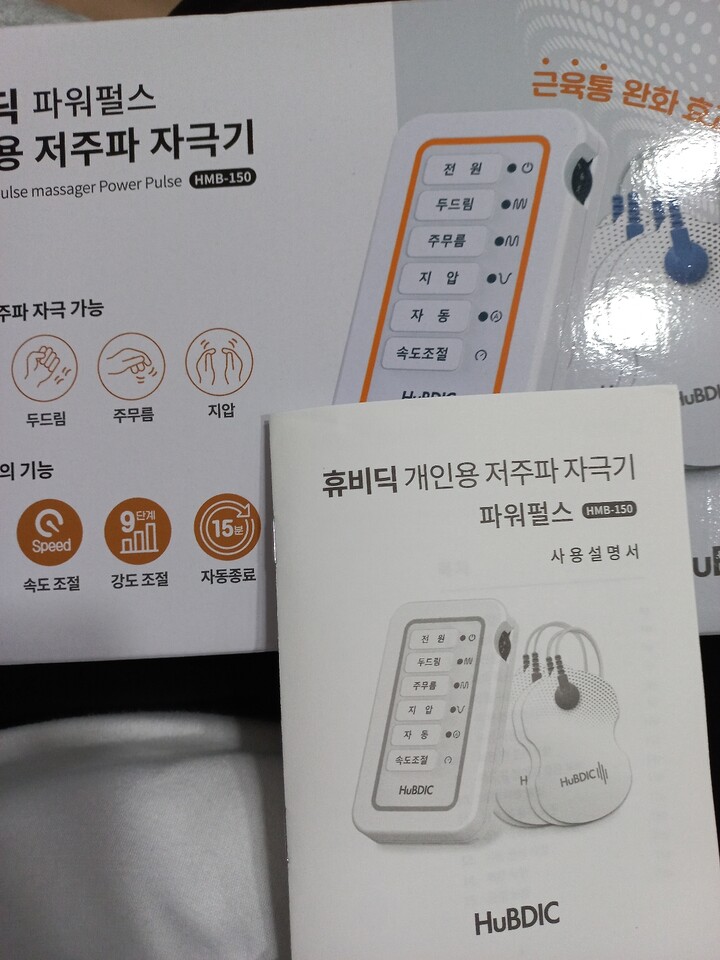 딕 파워펄스
용 저주파 자극기
ulse massager Power Pulse HMB-150
근육통 완화 효
전 원
두드림
주무름
지 압
자 동
속도조절
HuBDIC
HuBDI
주파 자극 가능
두드림
주무름
지압
의 기능
Speed
9단계
15분
속도 조절
강도 조절
자동종료
uB
휴비딕 개인용 저주파 자극기
파워펄스 HMB-150
사용설명서
전 원
두드림
주무름
지 압
자 동
속도조절
HuBDIC
H
HuBDIC
HuBDIC